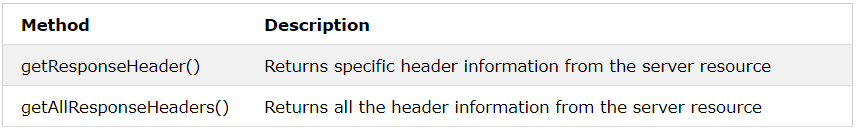 Method Description
getResponseHeader() Returns specific header information from the server resource
getAllResponseHeaders() Returns all the header information from the server resource